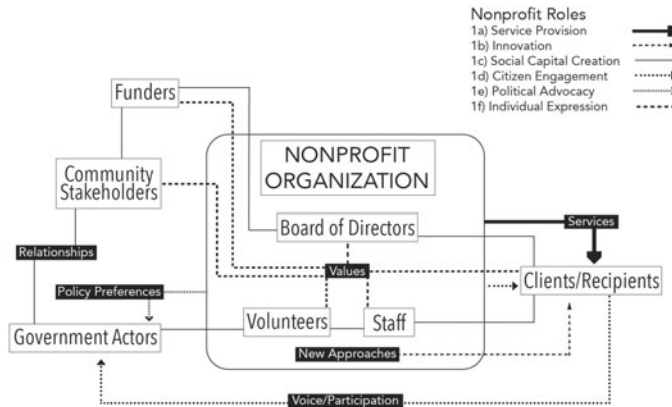 Nonprofit Roles
1a) Service Provision
1b) Innovation
1c) Social Capital Creation
1d) Citizen Engagement
1e) Political Advocacy
1f) Individual Expression
Funders
NONPROFIT
ORGANIZATION
Community
Stakeholders
Board of Directors
Services
Relationships
Values
Clients/Recipients
Policy Preferences
Volunteers
Staff
Government Actors
New Approaches
Voice/Participation